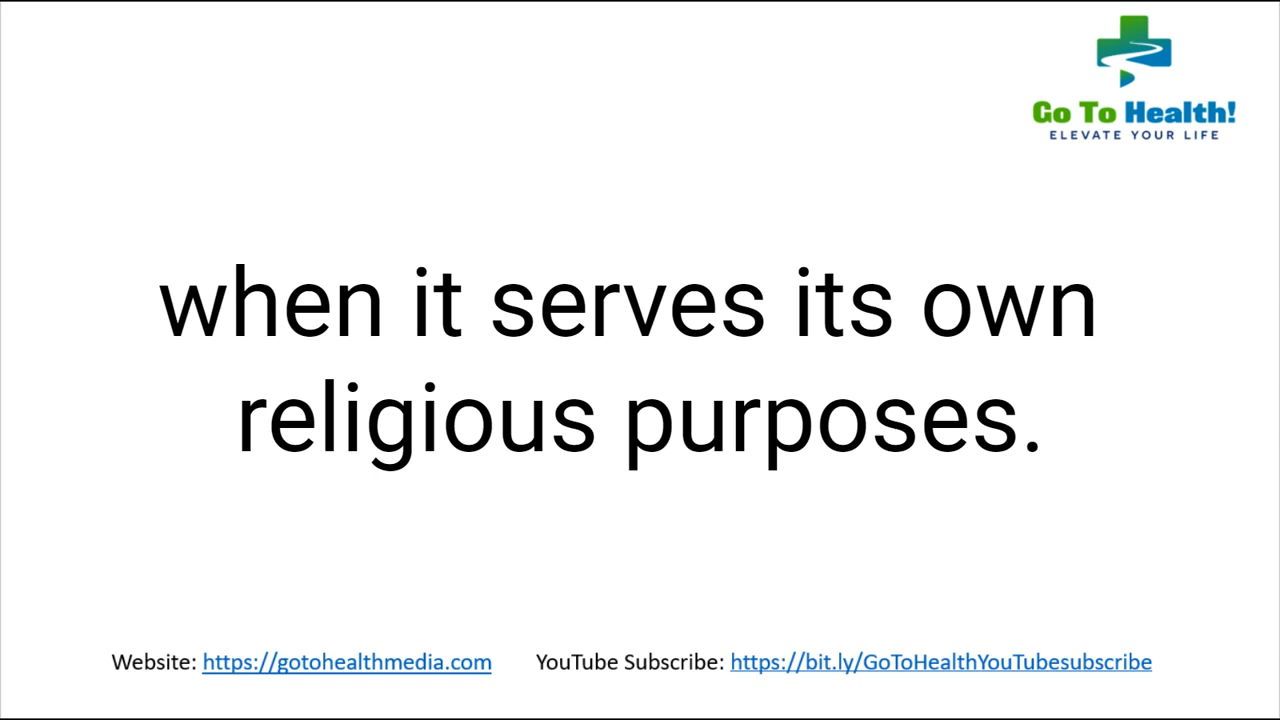 Go To Health!
ELEVATE YOUR LIFE
when it serves its own
religious purposes.
Website: https://gotohealthmedia.com YouTube Subscribe: https://bit.ly/GoToHealthYouTubesubscribe